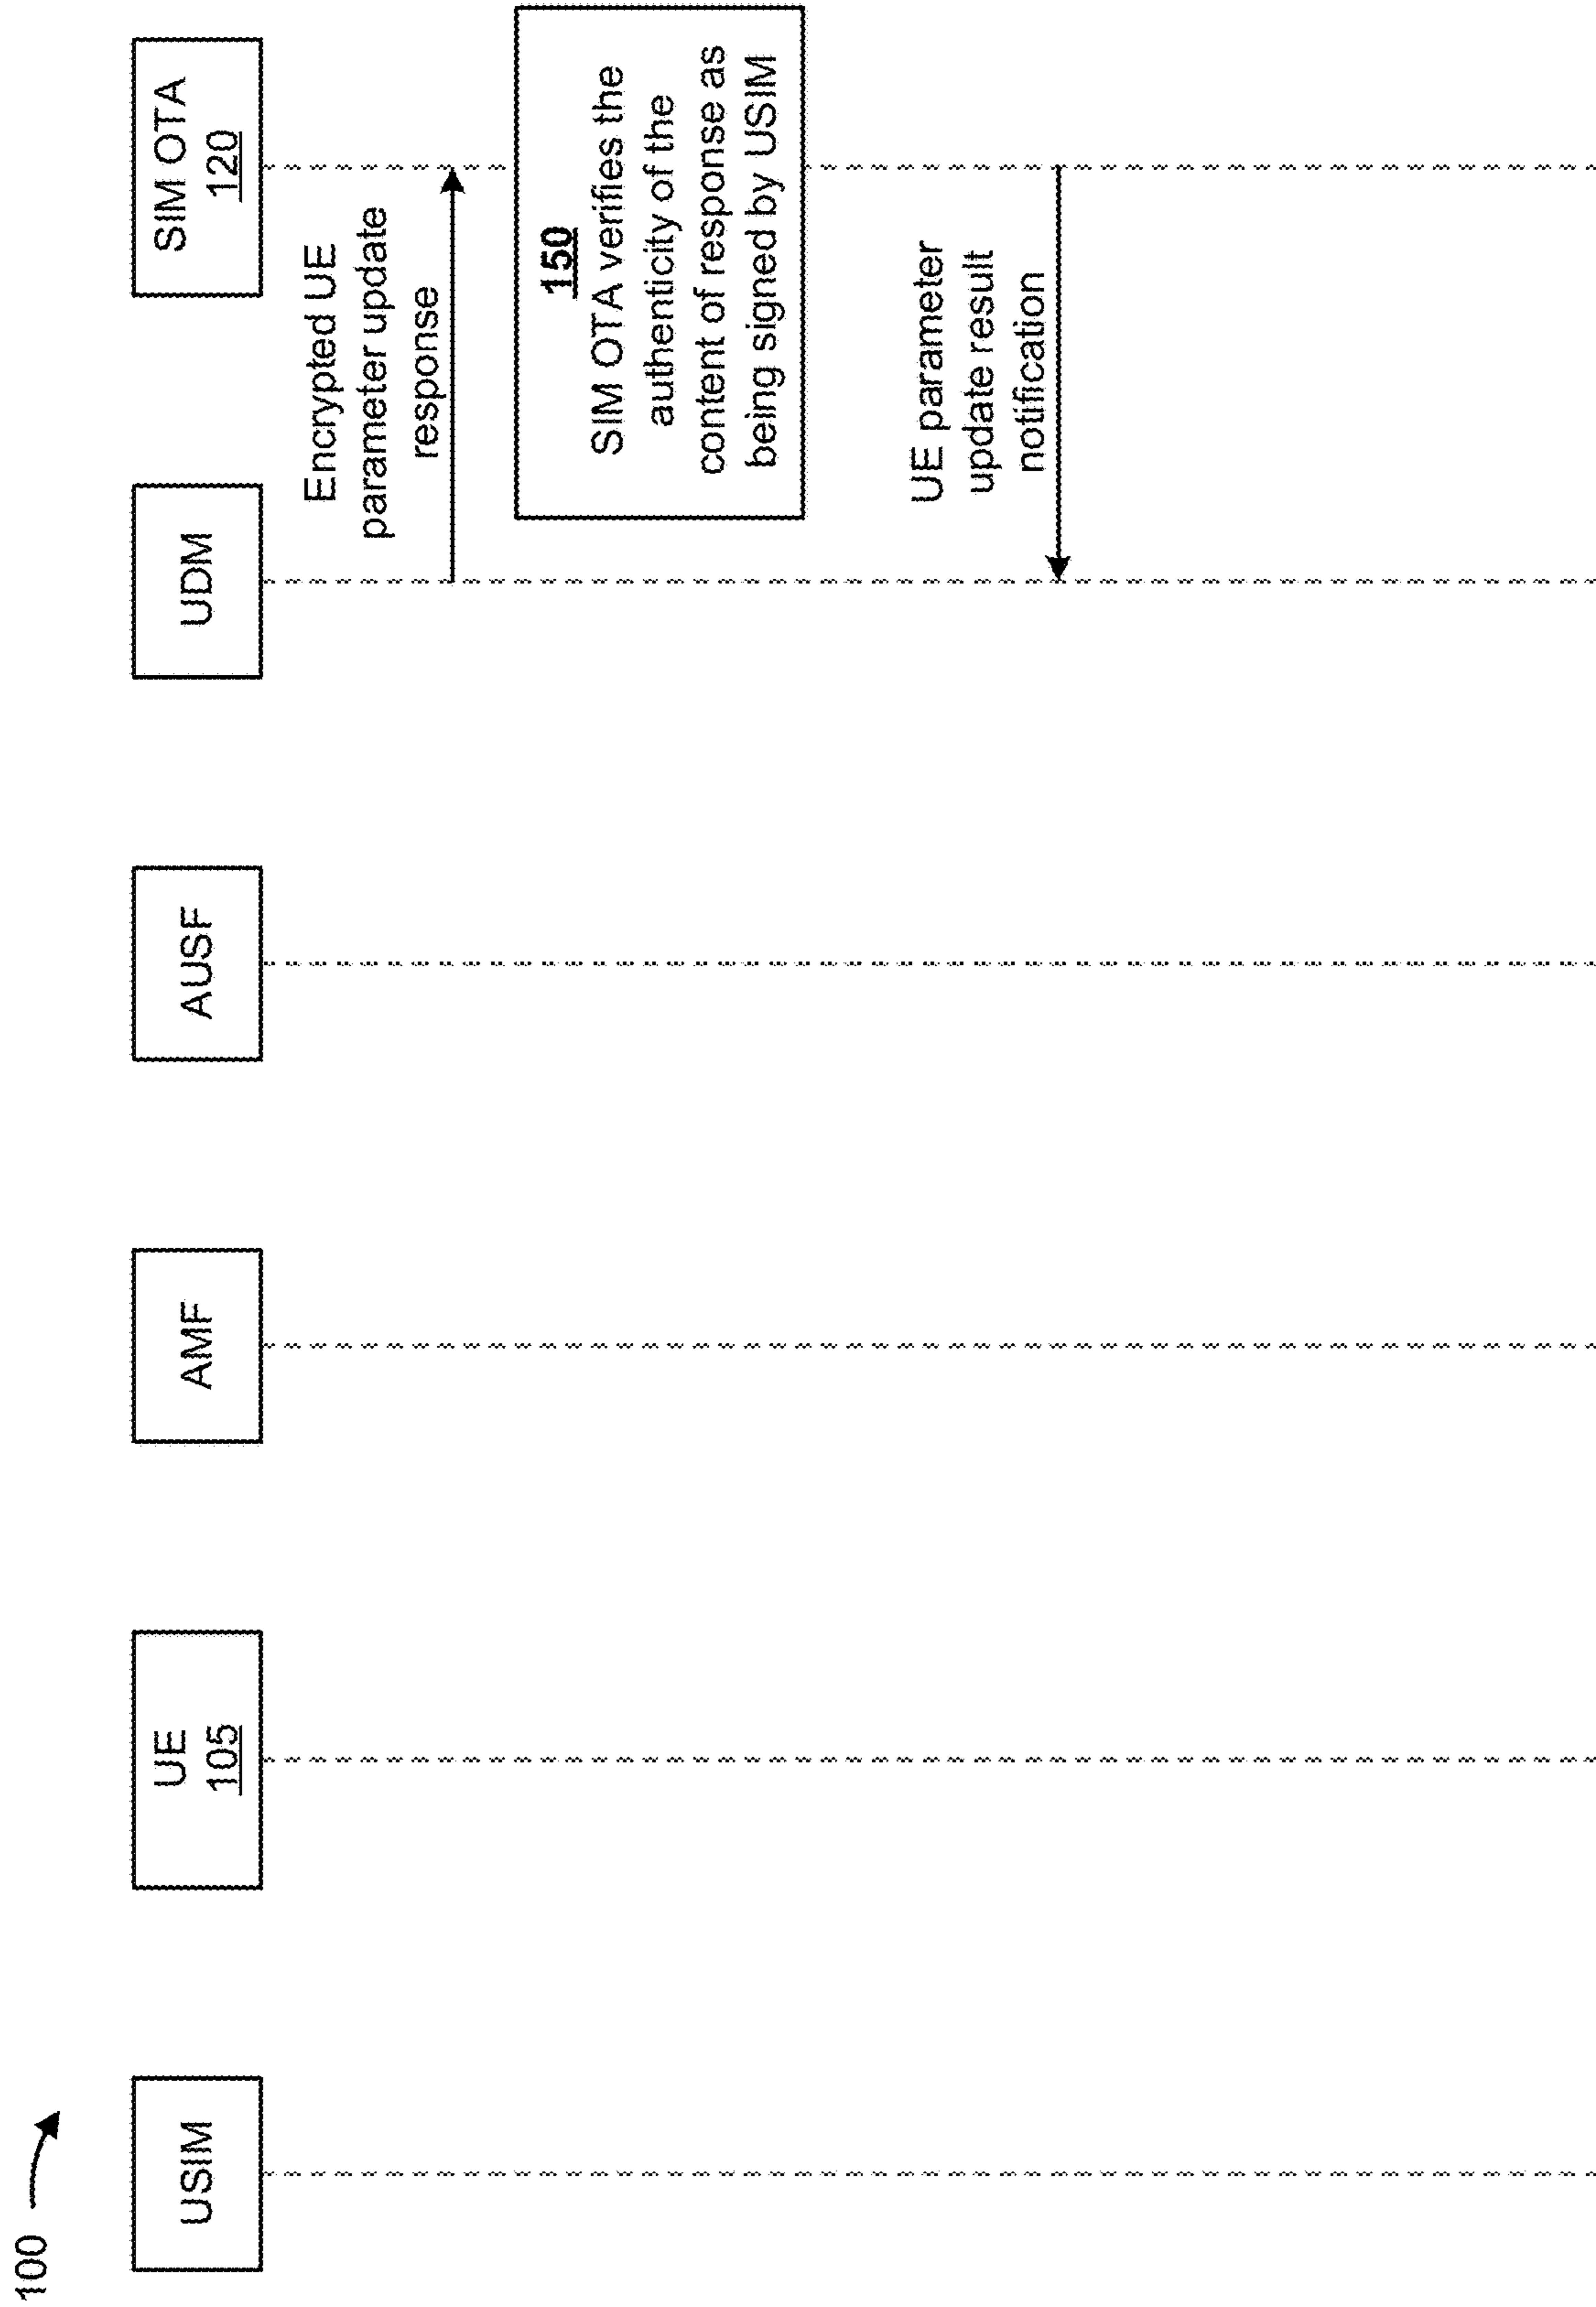 100
USIM
UE
105
AMF
AUSF
UDM
SIM OTA
120
Encrypted UE
parameter update
response
150
SIM OTA verifies the
authenticity of the
content of response as
being signed by USIM
UE parameter
update result
notification